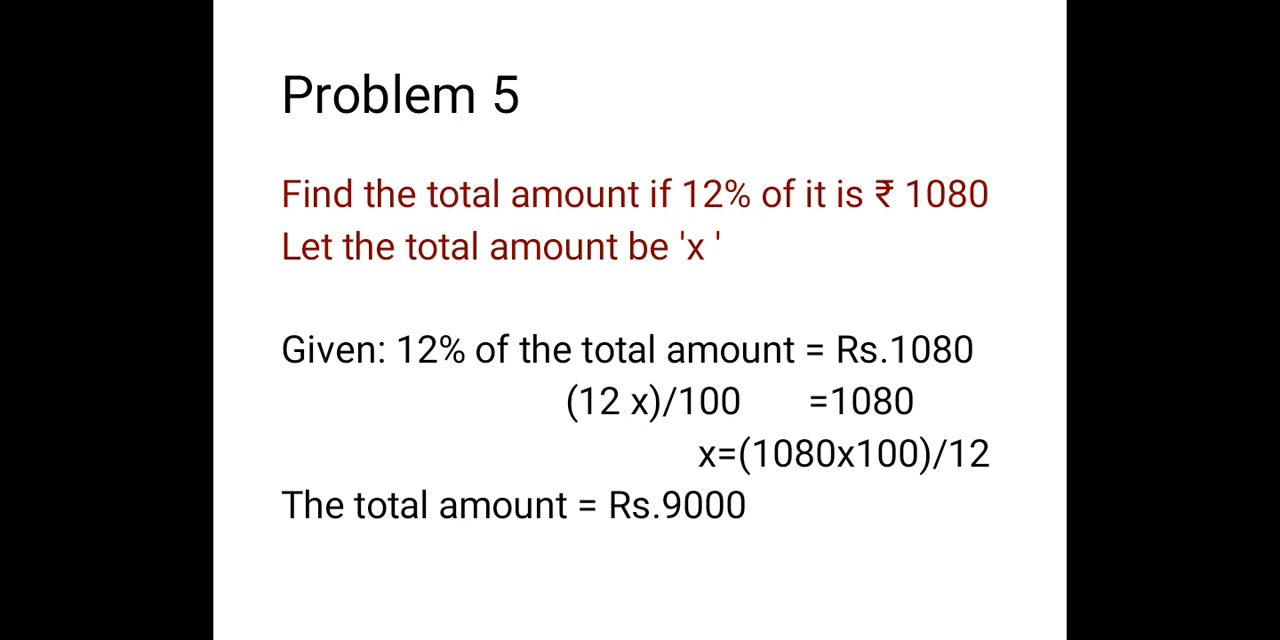 Problem 5
Find the total amount if 12% of it is ₹ 1080
Let the total amount be 'x '
Given: 12% of the total amount = Rs.1080
(12 x)/100 =1080
x=(1080x100)/12
The total amount = Rs.9000